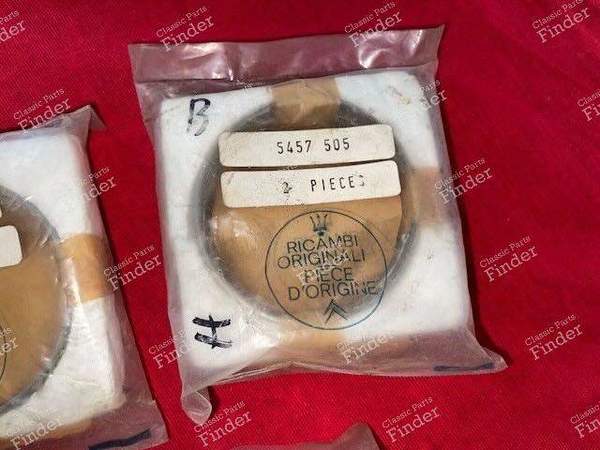 B
5457 505
2 PIECES
RICAMBI
ORIGINALI
PIECE
D'ORIGINE
H
Classic Parts
Finder